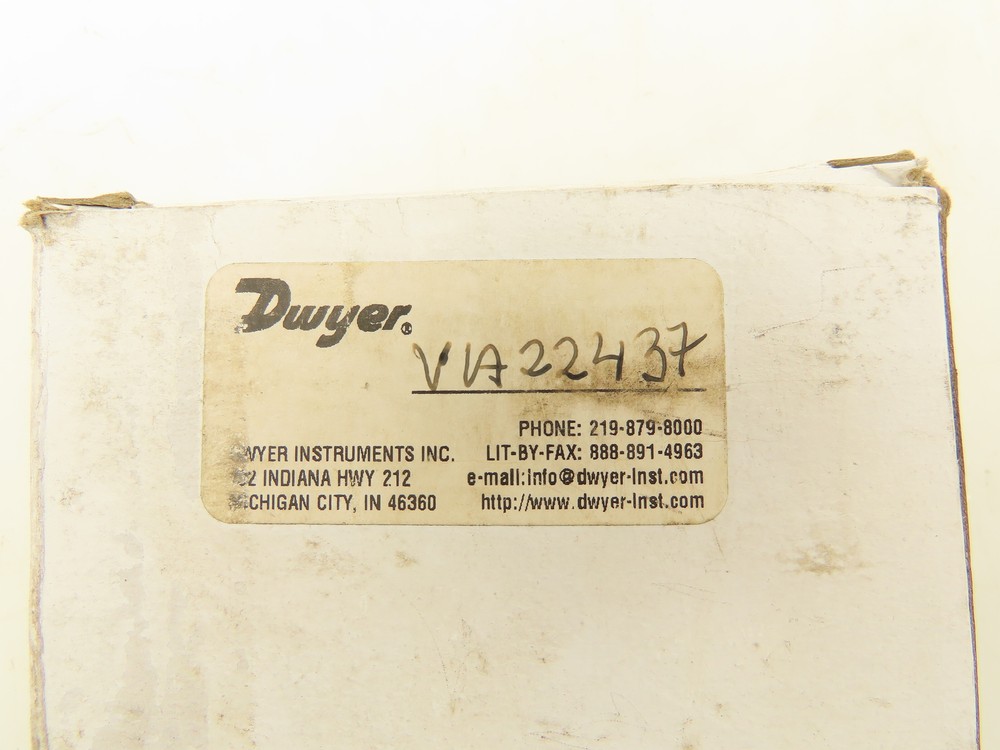 Dwyer®
VIA22437
PHONE: 219-879-8000
WYER INSTRUMENTS INC. LIT-BY-FAX: 888-891-4963
2 INDIANA HWY 212 e-mail:info@dwyer-inst.com
CHIGAN CITY, IN 46360 http://www.dwyer-inst.com